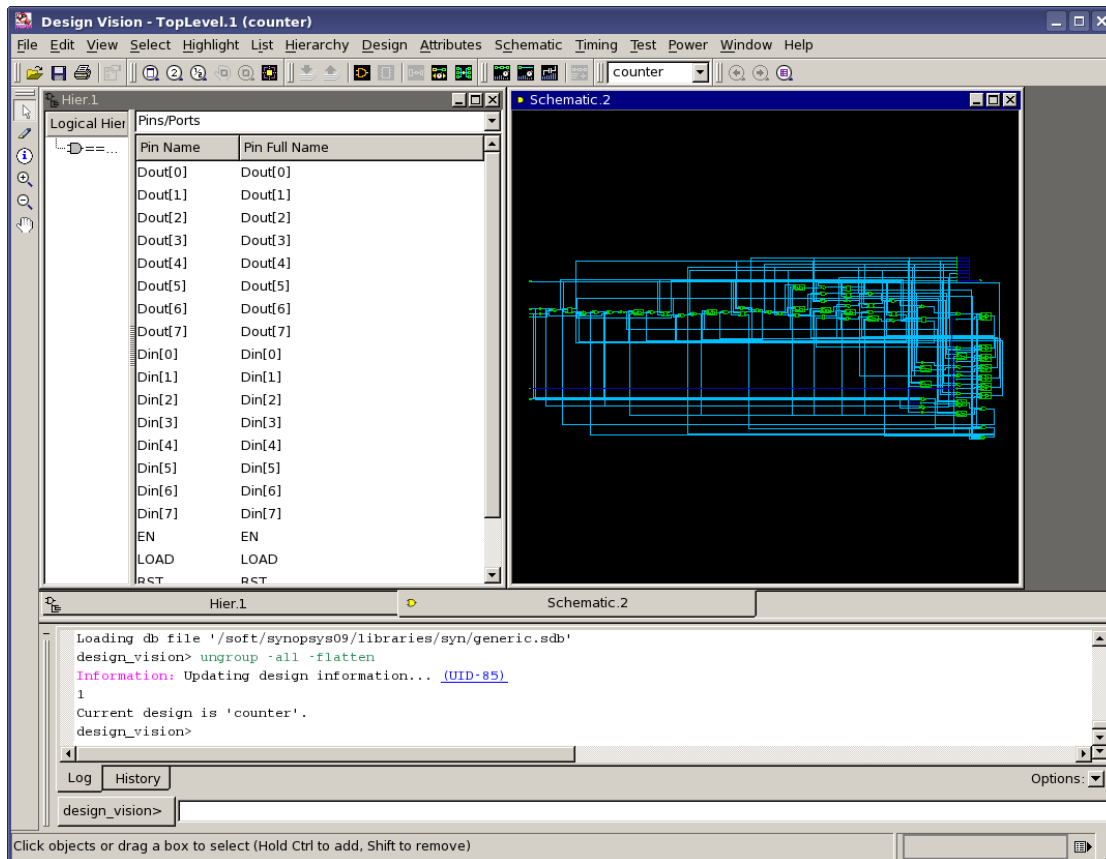 Design Vision - TopLevel.1 (counter)
File Edit View Select Highlight List Hierarchy Design Attributes Schematic Timing Test Power Window Help
counter
Hier.1
Schematic.2
Logical Hier
Pins/Ports
==...
Pin Name Pin Full Name
Dout[0] Dout[0]
Dout[1] Dout[1]
Dout[2] Dout[2]
Dout[3] Dout[3]
Dout[4] Dout[4]
Dout[5] Dout[5]
Dout[6] Dout[6]
Dout[7] Dout[7]
Din[0] Din[0]
Din[1] Din[1]
Din[2] Din[2]
Din[3] Din[3]
Din[4] Din[4]
Din[5] Din[5]
Din[6] Din[6]
Din[7] Din[7]
EN EN
LOAD LOAD
RST RST
Hier.1 Schematic.2
Loading db file '/soft/synopsys09/libraries/syn/generic.sdb'
design_vision> ungroup -all -flatten
Information: Updating design information... (UID-85)
1
Current design is 'counter'.
design_vision>
Log History Options:
design_vision>
Click objects or drag a box to select (Hold Ctrl to add, Shift to remove)